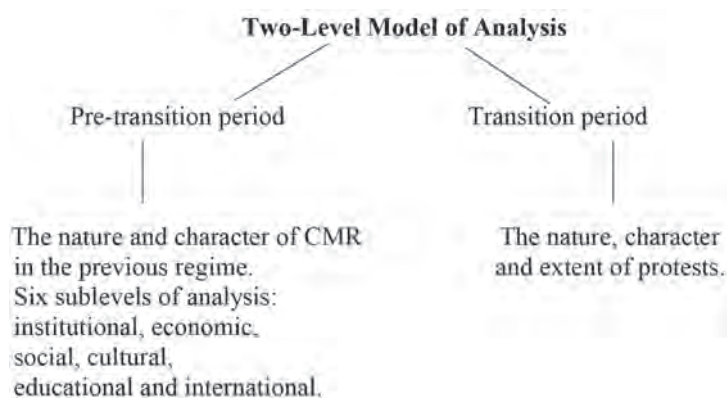 Two-Level Model of Analysis
Pre-transition period
Transition period
The nature and character of CMR
in the previous regime.
Six sublevels of analysis:
institutional, economic,
social, cultural,
educational and international.
The nature, character
and extent of protests.